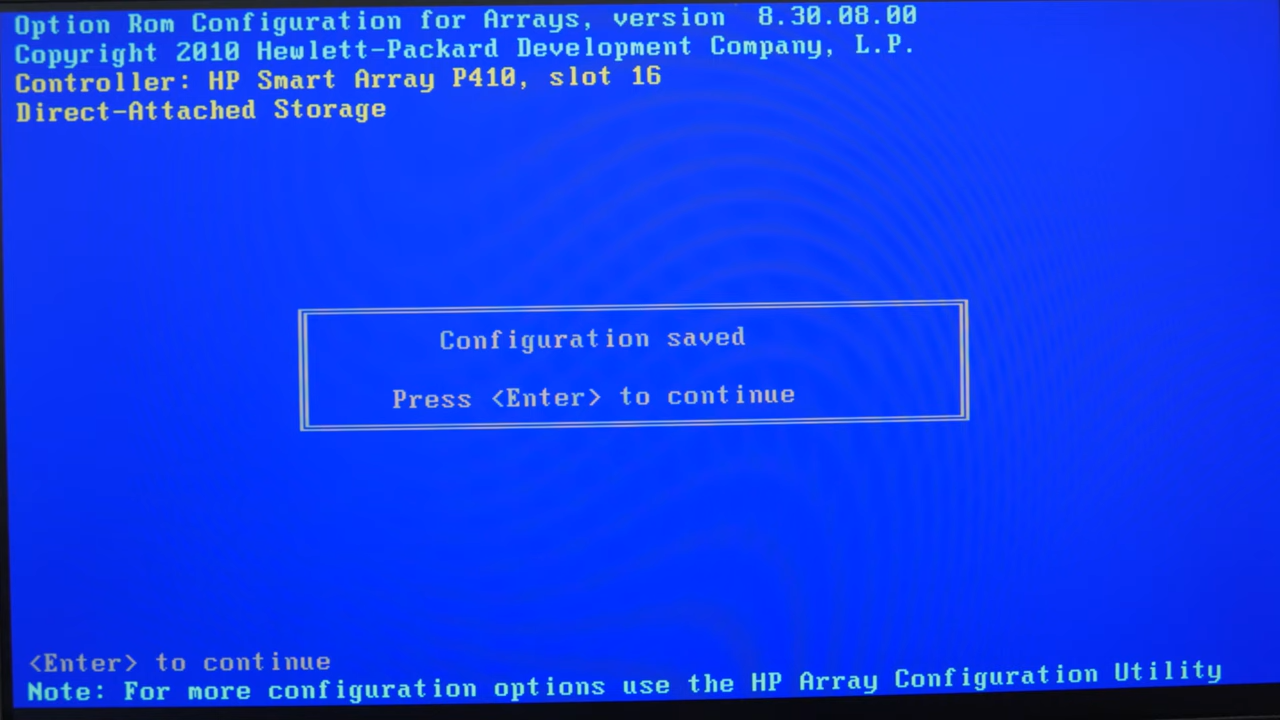 Option Rom Configuration for Arrays, version  8.30.08.00
Copyright 2010 Hewlett-Packard Development Company, L.P.
Controller: HP Smart Array P410, slot 16
Direct-Attached Storage
Configuration saved
Press <Enter> to continue
<Enter> to continue
Note: For more configuration options use the HP Array Configuration Utility